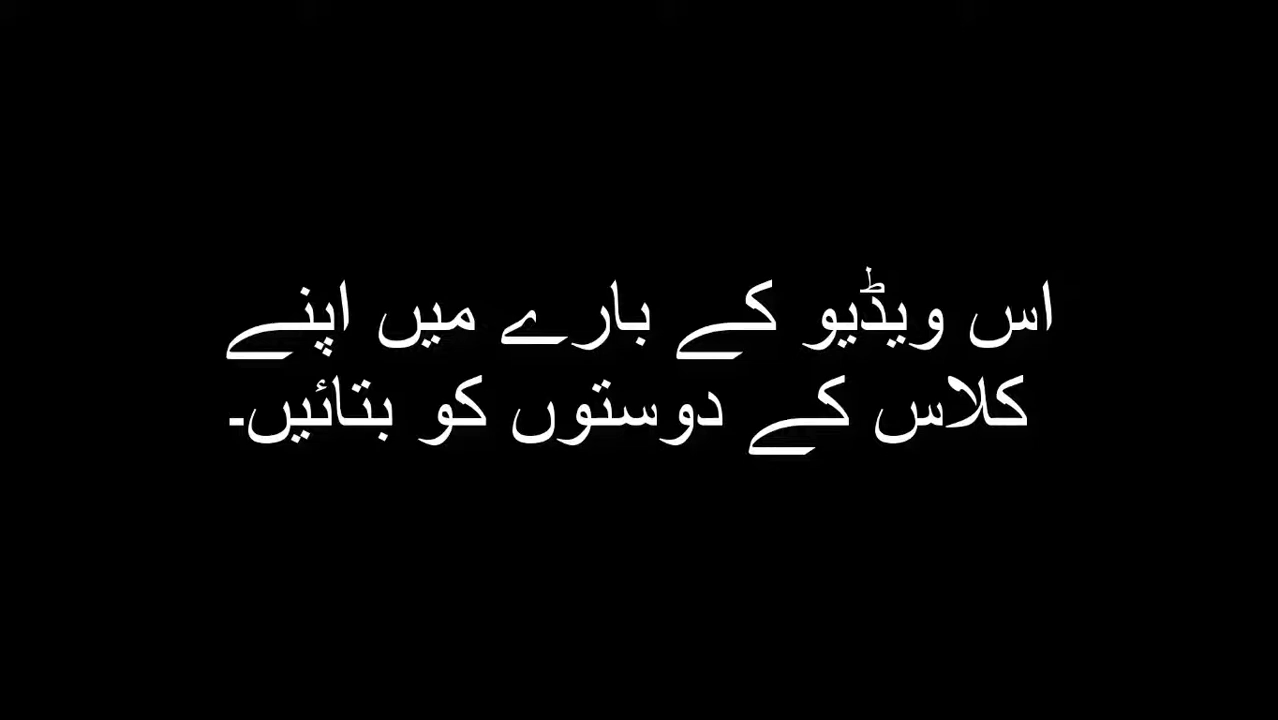 اس ویڈیو کے بارے میں اپنے
کلاس کے دوستوں کو بتائیں۔